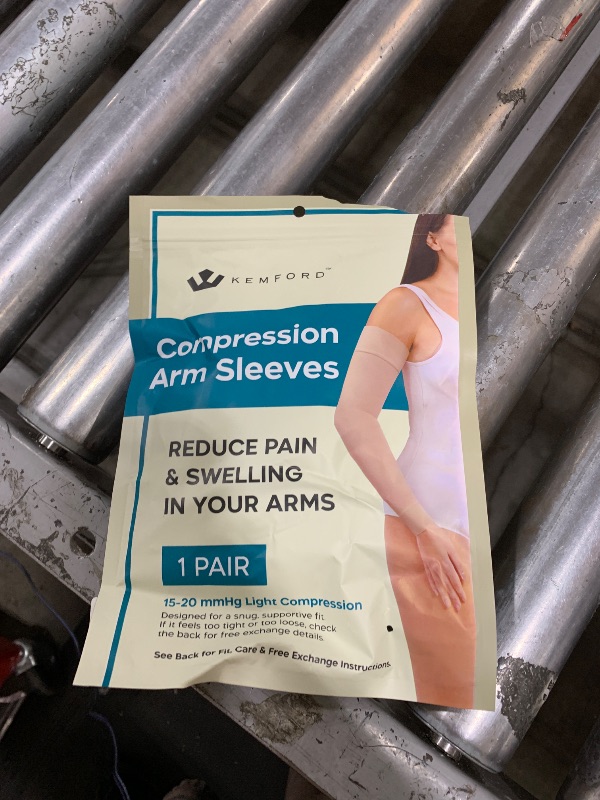 KEMFORD™
Compression
Arm Sleeves
REDUCE PAIN
& SWELLING
IN YOUR ARMS
1 PAIR
15-20 mmHg Light Compression
Designed for a snug, supportive fit.
If it feels too tight or too loose, check
the back for free exchange details.
See Back for Fit, Care & Free Exchange Instructions.